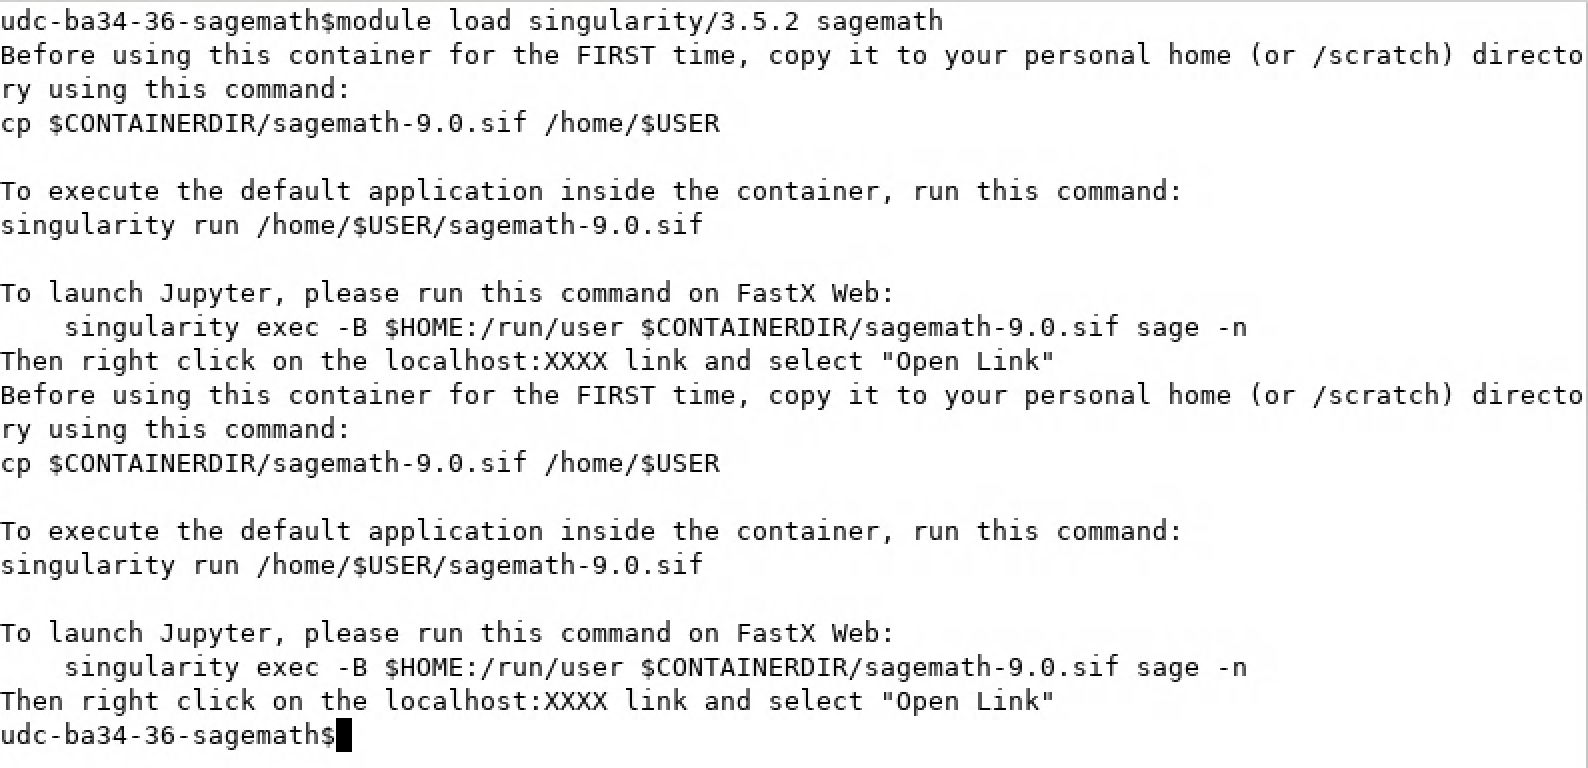 udc-ba34-36-sagemath$module load singularity/3.5.2 sagemath
Before using this container for the FIRST time, copy it to your personal home (or /scratch) directo
ry using this command:
cp $CONTAINERDIR/sagemath-9.0.sif /home/$USER

To execute the default application inside the container, run this command:
singularity run /home/$USER/sagemath-9.0.sif

To launch Jupyter, please run this command on FastX Web:
    singularity exec -B $HOME:/run/user $CONTAINERDIR/sagemath-9.0.sif sage -n
Then right click on the localhost:XXXX link and select "Open Link"
Before using this container for the FIRST time, copy it to your personal home (or /scratch) directo
ry using this command:
cp $CONTAINERDIR/sagemath-9.0.sif /home/$USER

To execute the default application inside the container, run this command:
singularity run /home/$USER/sagemath-9.0.sif

To launch Jupyter, please run this command on FastX Web:
    singularity exec -B $HOME:/run/user $CONTAINERDIR/sagemath-9.0.sif sage -n
Then right click on the localhost:XXXX link and select "Open Link"
udc-ba34-36-sagemath$